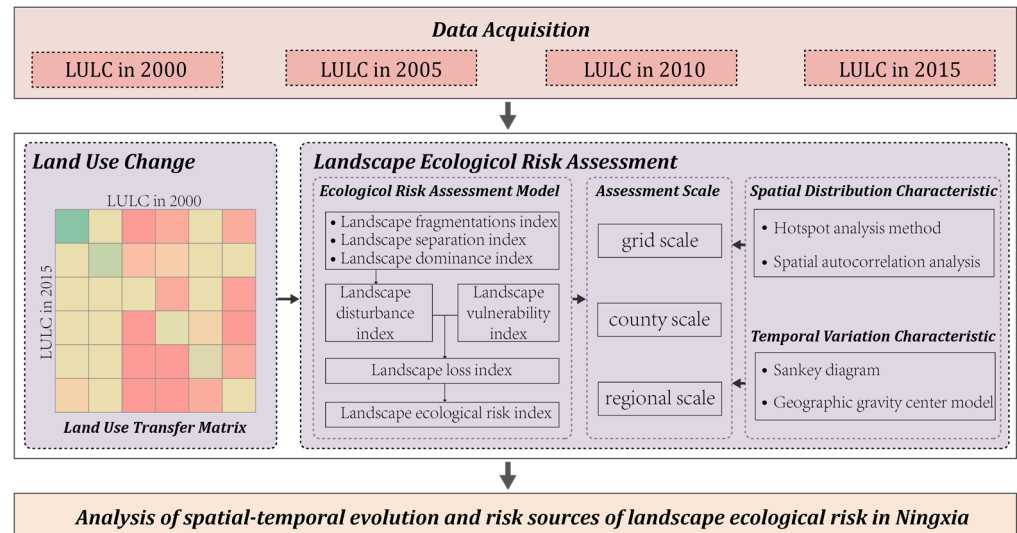 Data Acquisition
LULC in 2000
LULC in 2005
LULC in 2010
LULC in 2015
Land Use Change
LULC in 2000
LULC in 2015
Land Use Transfer Matrix
Landscape Ecologicol Risk Assessment
Ecologicol Risk Assessment Model
• Landscape fragmentations index
• Landscape separation index
• Landscape dominance index
Landscape
disturbance
index
Landscape
vulnerability
index
Landscape loss index
Landscape ecological risk index
Assessment Scale
grid scale
county scale
regional scale
Spatial Distribution Characteristic
• Hotspot analysis method
• Spatial autocorrelation analysis
Temporal Variation Characteristic
• Sankey diagram
• Geographic gravity center model
Analysis of spatial-temporal evolution and risk sources of landscape ecological risk in Ningxia